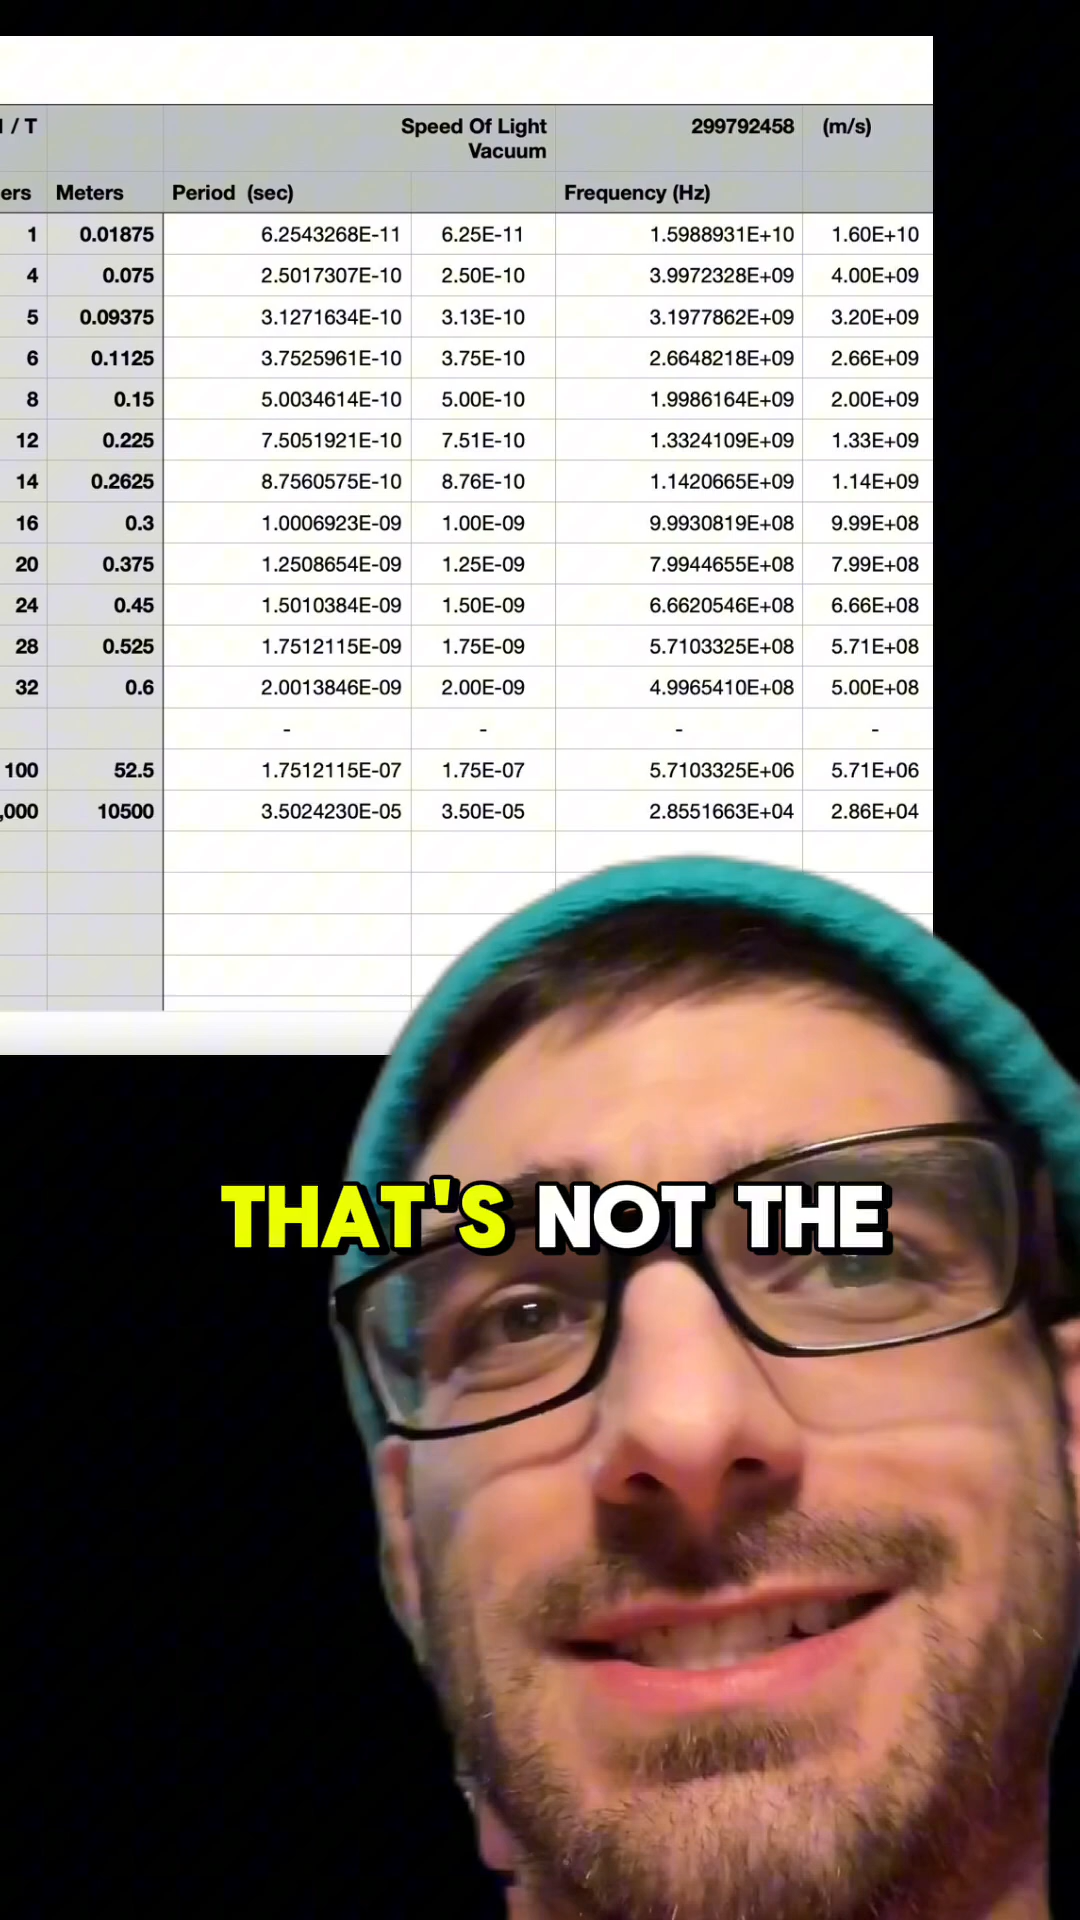 / T Speed Of Light 299792458 (m/s)
Vacuum
ers Meters Period (sec) Frequency (Hz)
1 0.01875 6.2543268E-11 6.25E-11 1.5988931E+10 1.60E+10
4 0.075 2.5017307E-10 2.50E-10 3.9972328E+09 4.00E+09
5 0.09375 3.1271634E-10 3.13E-10 3.1977862E+09 3.20E+09
6 0.1125 3.7525961E-10 3.75E-10 2.6648218E+09 2.66E+09
8 0.15 5.0034614E-10 5.00E-10 1.9986164E+09 2.00E+09
12 0.225 7.5051921E-10 7.51E-10 1.3324109E+09 1.33E+09
14 0.2625 8.7560575E-10 8.76E-10 1.1420665E+09 1.14E+09
16 0.3 1.0006923E-09 1.00E-09 9.9930819E+08 9.99E+08
20 0.375 1.2508654E-09 1.25E-09 7.9944655E+08 7.99E+08
24 0.45 1.5010384E-09 1.50E-09 6.6620546E+08 6.66E+08
28 0.525 1.7512115E-09 1.75E-09 5.7103325E+08 5.71E+08
32 0.6 2.0013846E-09 2.00E-09 4.9965410E+08 5.00E+08
- - - -
100 52.5 1.7512115E-07 1.75E-07 5.7103325E+06 5.71E+06
,000 10500 3.5024230E-05 3.50E-05 2.8551663E+04 2.86E+04
THAT'S NOT THE